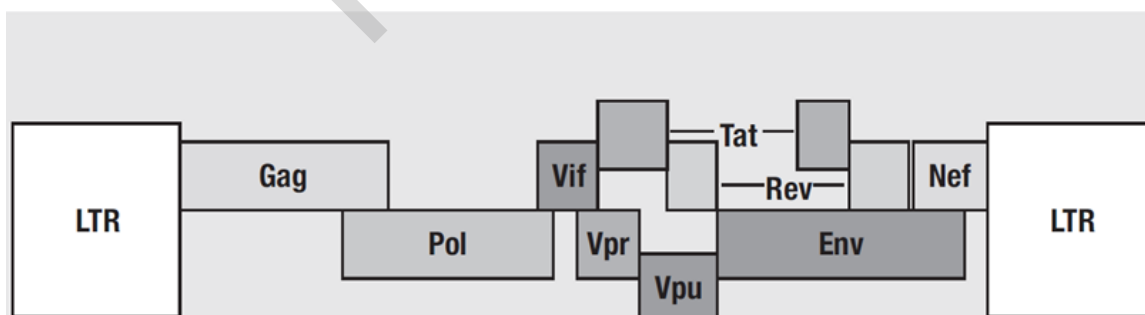 LTR
Gag
Pol
Vif
Vpr
Vpu
Tat
Rev
Env
Nef
LTR